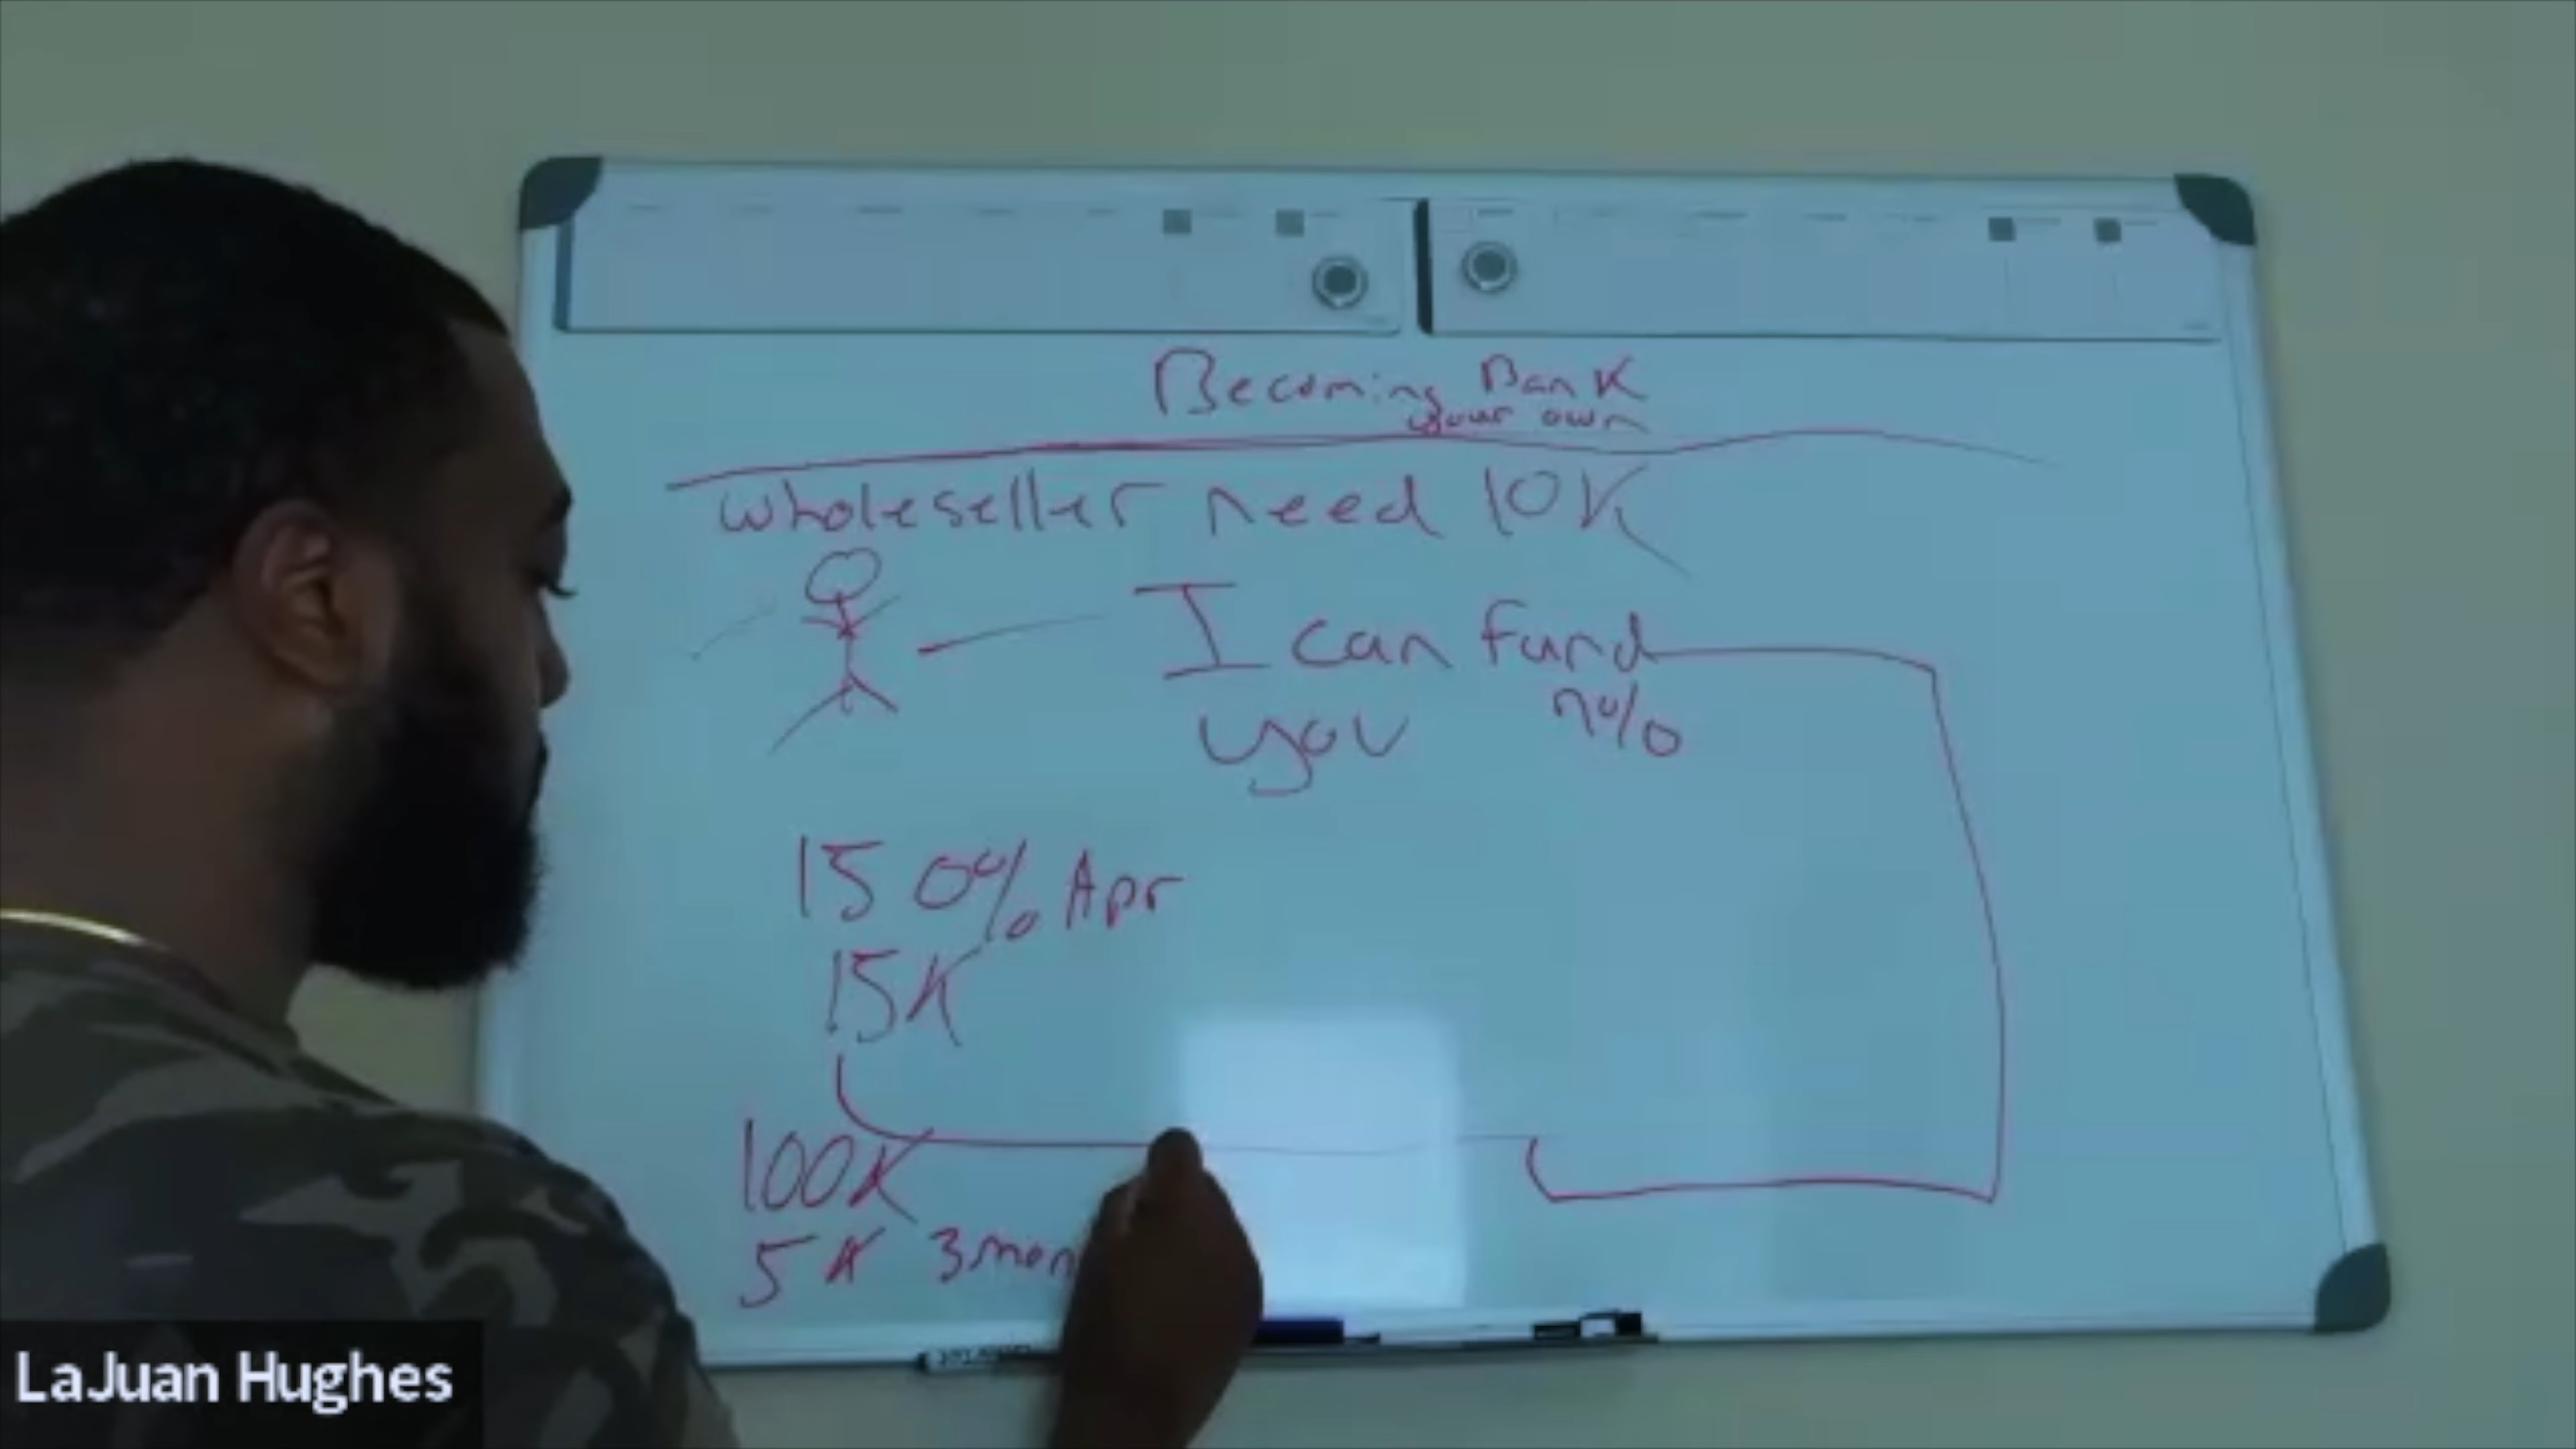 Becoming Bank
your own
wholeseller need 10K
I can fund
you
15 0% Apr
15K
100K
5K 3mon
LaJuan Hughes